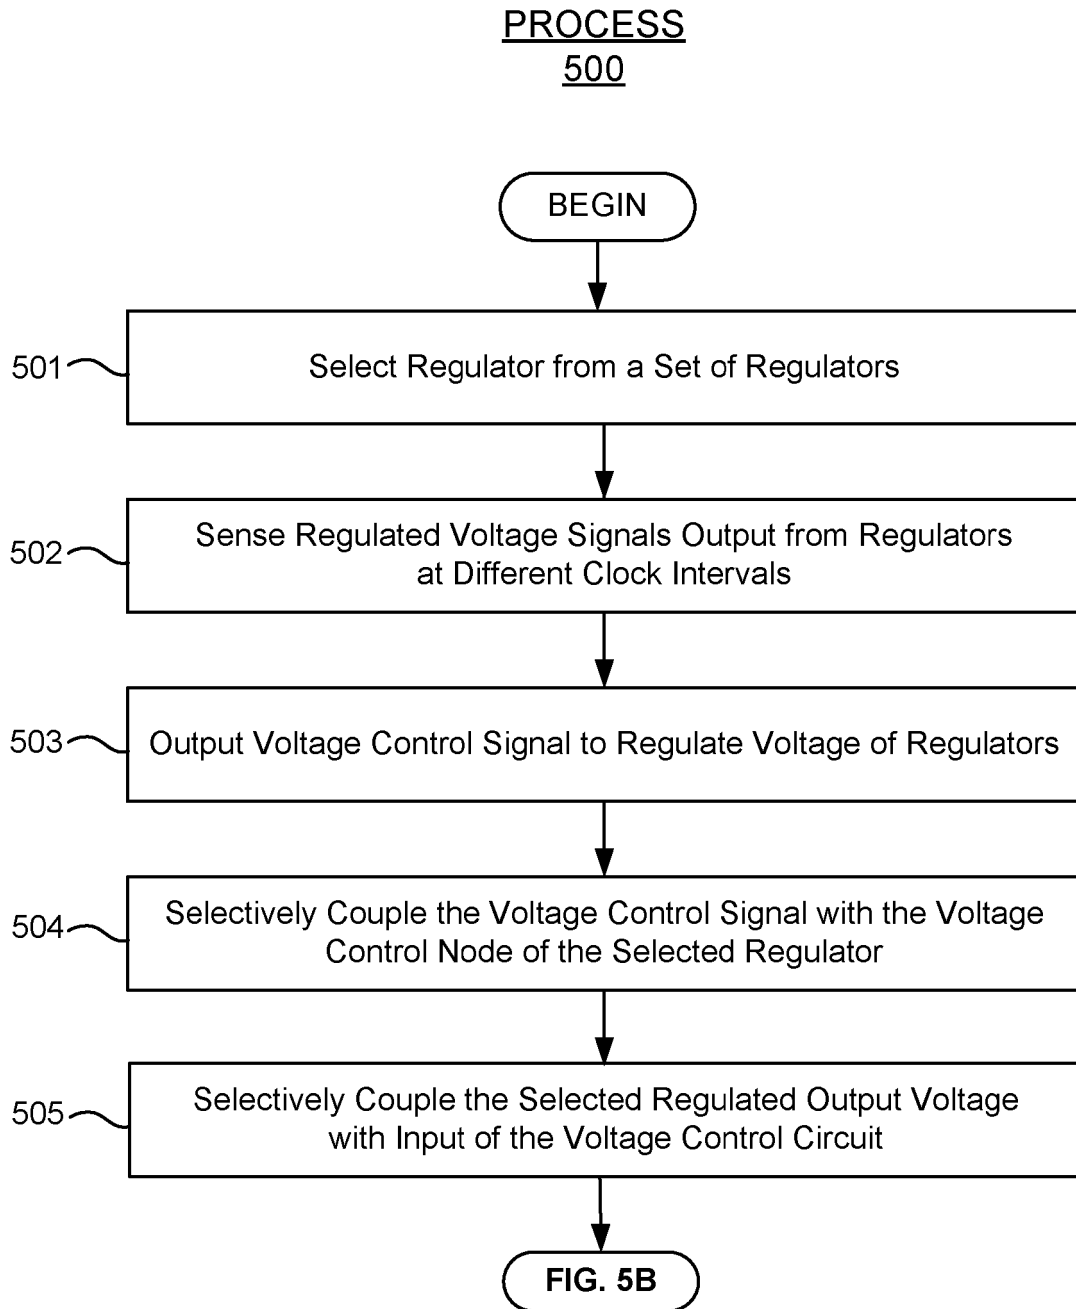 PROCESS
500
BEGIN
501
Select Regulator from a Set of Regulators
502
Sense Regulated Voltage Signals Output from Regulators
at Different Clock Intervals
503
Output Voltage Control Signal to Regulate Voltage of Regulators
504
Selectively Couple the Voltage Control Signal with the Voltage
Control Node of the Selected Regulator
505
Selectively Couple the Selected Regulated Output Voltage
with Input of the Voltage Control Circuit
FIG. 5B